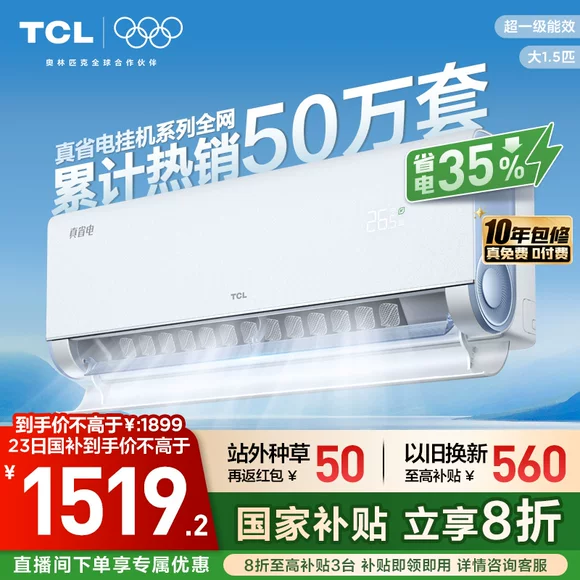 TCL
奥林匹克全球合作伙伴
超一级能效
大1.5匹
真省电挂机系列全网
累计热销50万套
省电35%
真省电
26
10年包修
真免费 0付费
TCL
到手价不高于¥:1899
23日国补到手价不高于
¥1519.2
站外种草
再返红包¥50
以旧换新
至高补贴¥560
国家补贴 立享8折
直播间下单享专属优惠
8折至高补贴3台 补贴即领即用 详情咨询客服